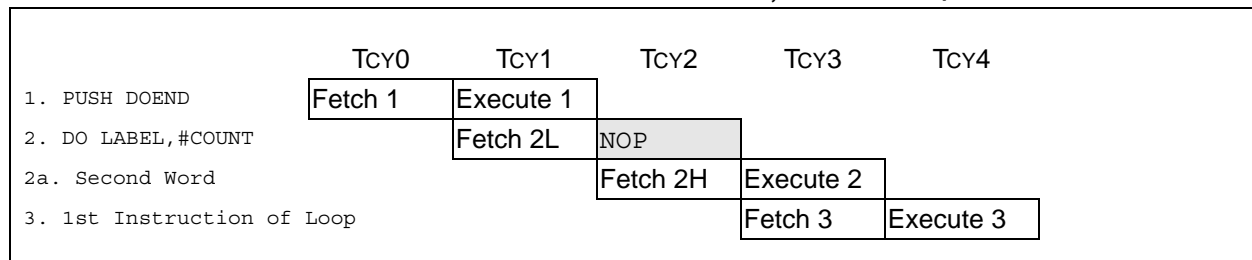 TCY0 TCY1 TCY2 TCY3 TCY4
1. PUSH DOEND Fetch 1 Execute 1
2. DO LABEL,#COUNT Fetch 2L NOP
2a. Second Word Fetch 2H Execute 2
3. 1st Instruction of Loop Fetch 3 Execute 3